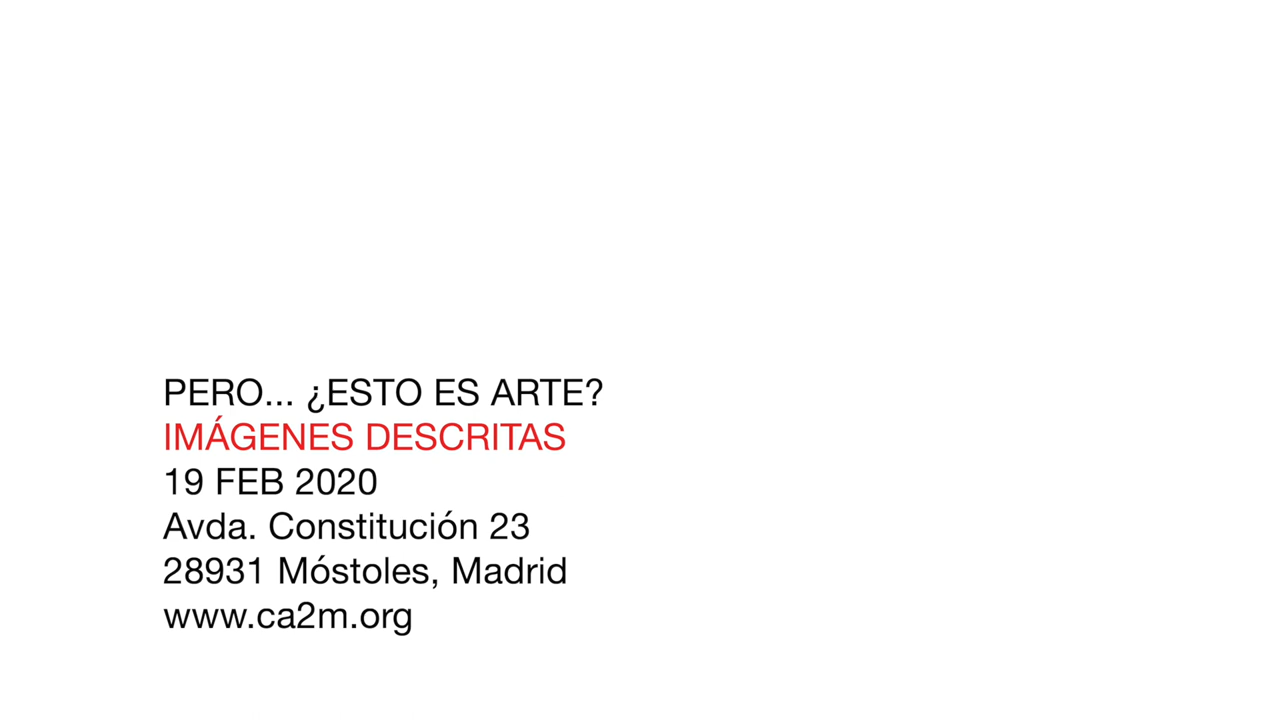 PERO... ¿ESTO ES ARTE?
IMÁGENES DESCRITAS
19 FEB 2020
Avda. Constitución 23
28931 Móstoles, Madrid
www.ca2m.org